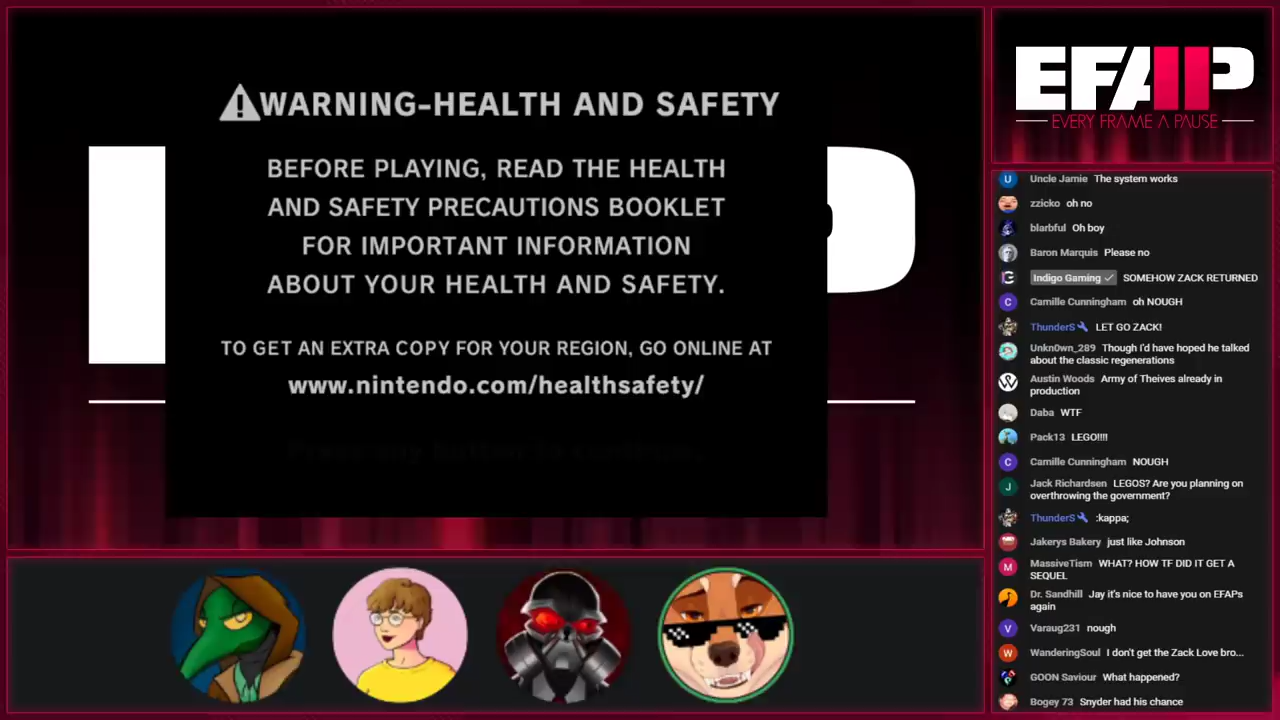 WARNING-HEALTH AND SAFETY
BEFORE PLAYING, READ THE HEALTH
AND SAFETY PRECAUTIONS BOOKLET
FOR IMPORTANT INFORMATION
ABOUT YOUR HEALTH AND SAFETY.
TO GET AN EXTRA COPY FOR YOUR REGION, GO ONLINE AT
www.nintendo.com/healthsafety/
EFAP
EVERY FRAME A PAUSE
Uncle Jamie The system works
zzicko oh no
blarbful Oh boy
Baron Marquis Please no
Indigo Gaming SOMEHOW ZACK RETURNED
Camille Cunningham oh NOUGH
ThunderS LET GO ZACK!
Unkn0wn_289 Though I'd have hoped he talked
about the classic regenerations
Austin Woods Army of Theives already in
production
Daba WTF
Pack13 LEGO!!!!
Camille Cunningham NOUGH
Jack Richardsen LEGOS? Are you planning on
overthrowing the government?
ThunderS :kappa;
Jakerys Bakery just like Johnson
MassiveTism WHAT? HOW TF DID IT GET A
SEQUEL
Dr. Sandhill Jay it's nice to have you on EFAPs
again
Varaug231 nough
WanderingSoul I don't get the Zack Love bro...
GOON Saviour What happened?
Bogey 73 Snyder had his chance